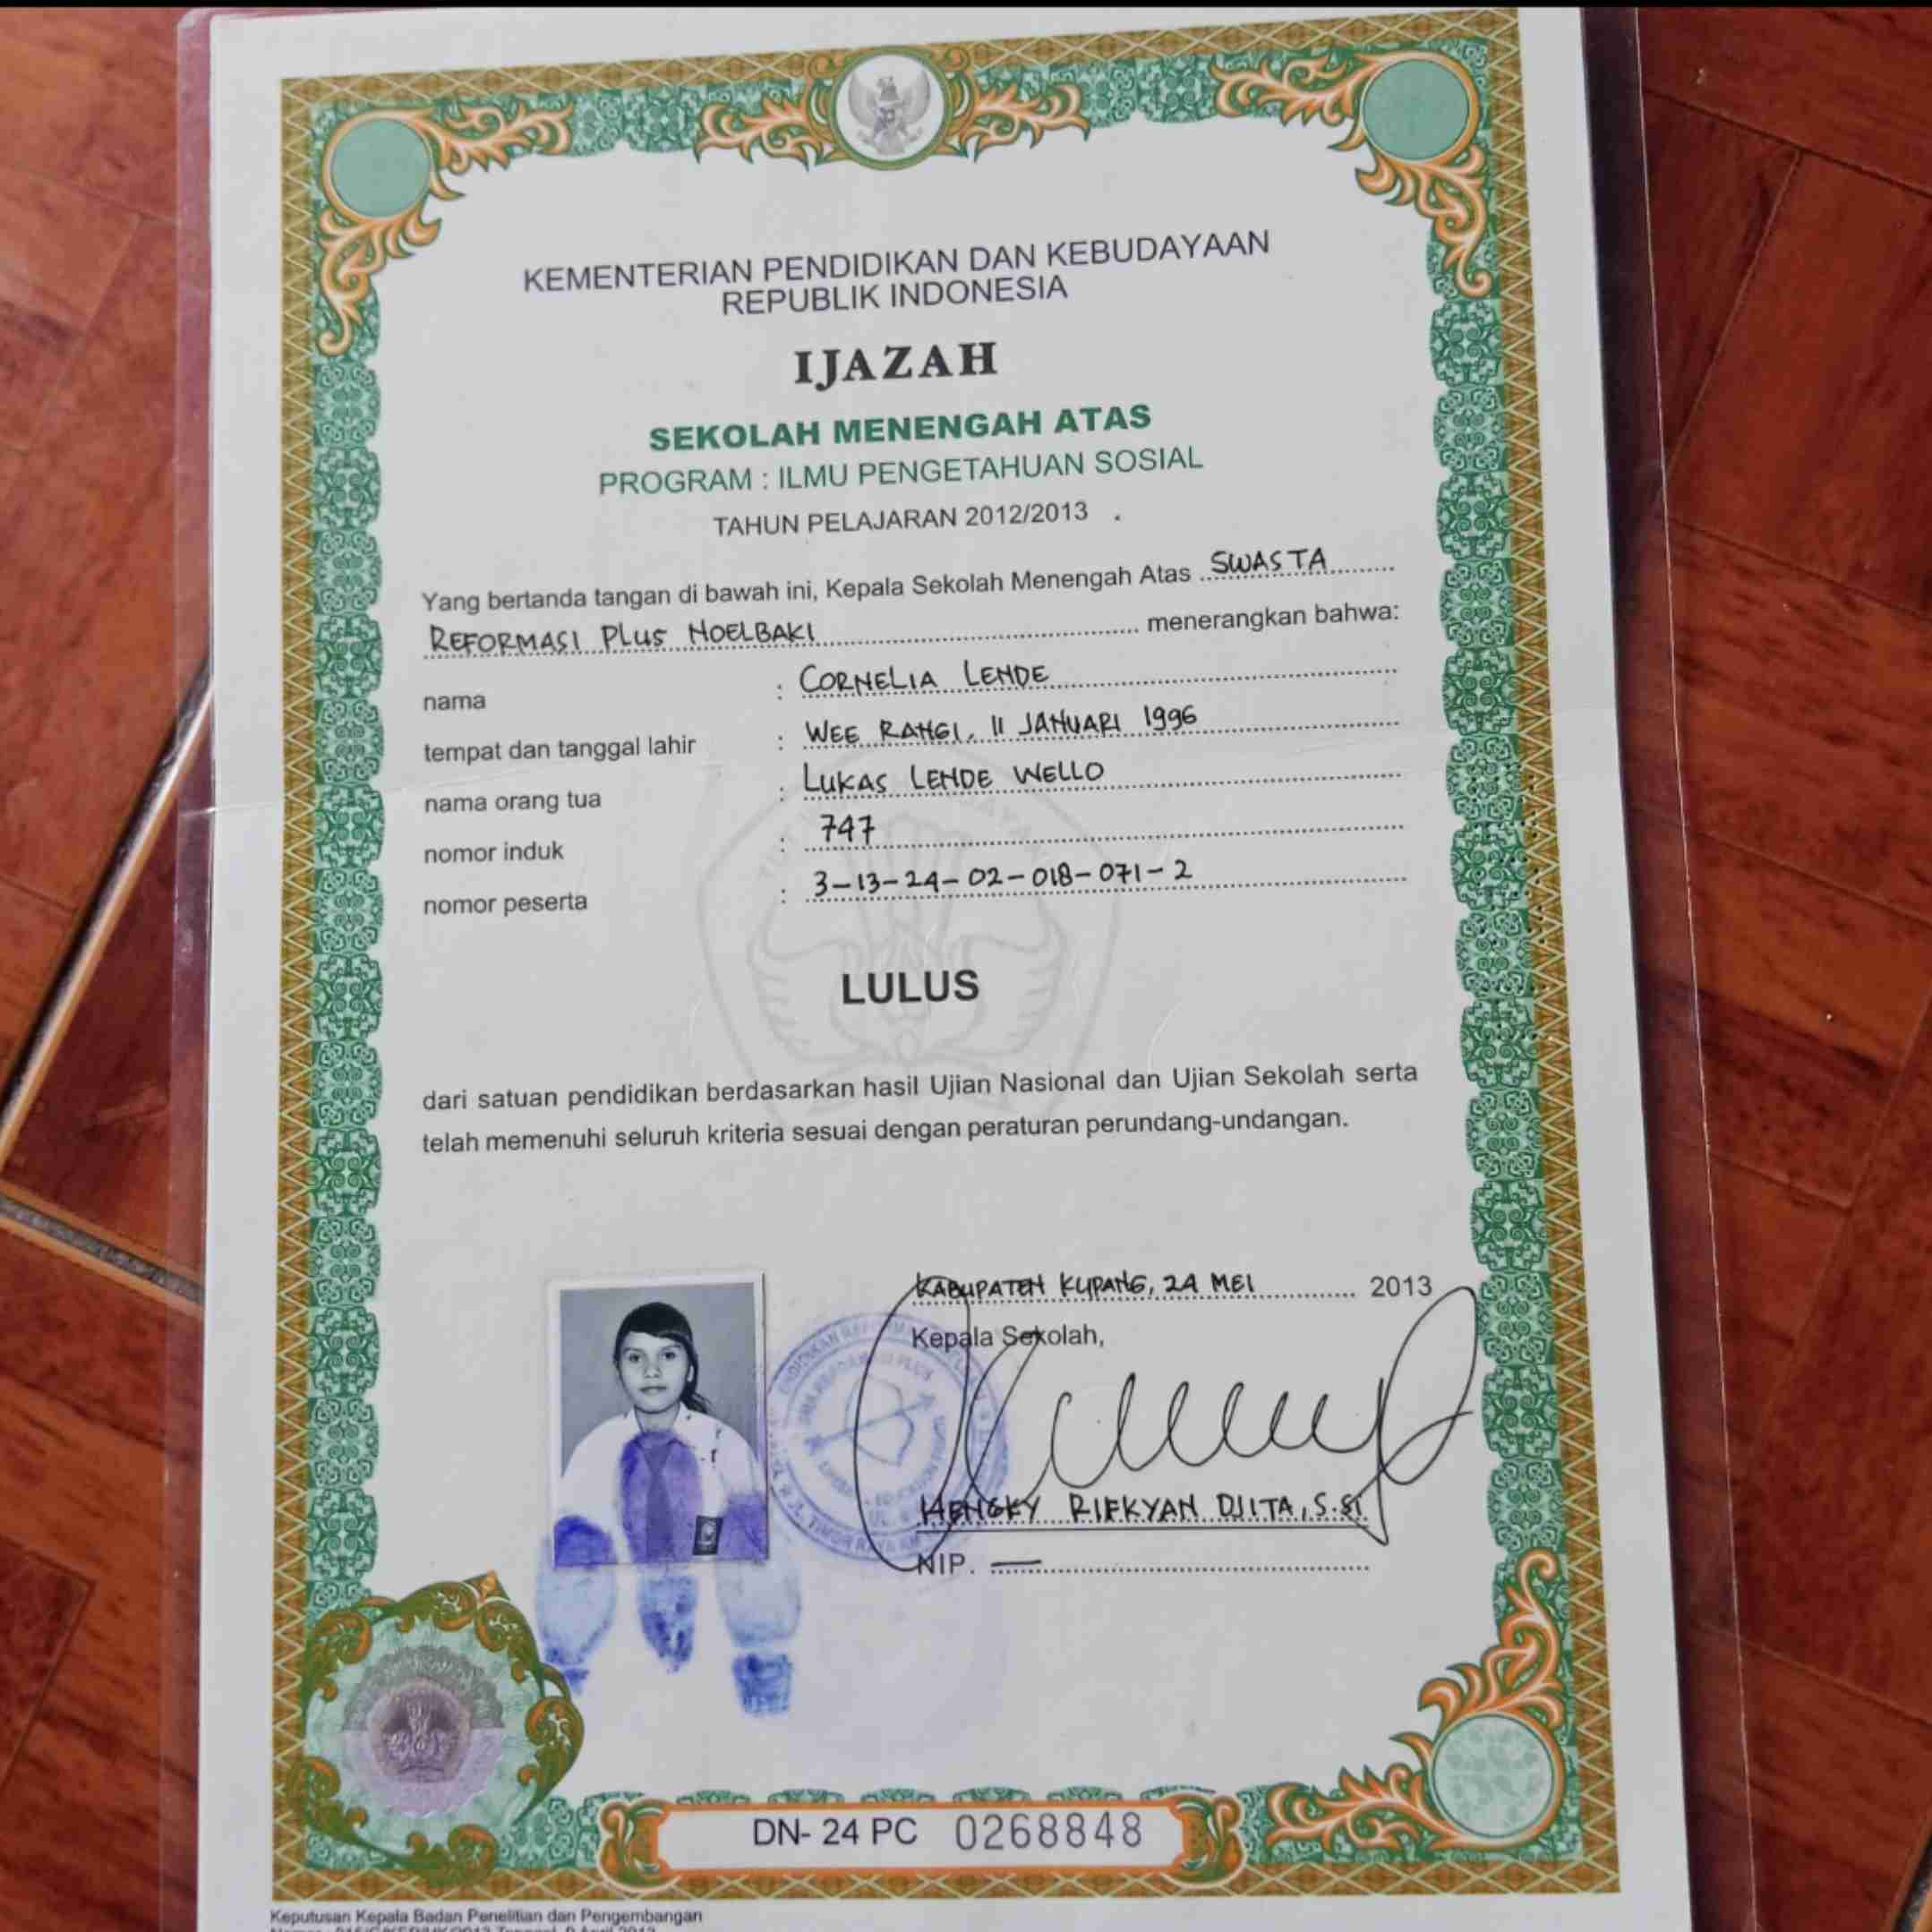 KEMENTERIAN PENDIDIKAN DAN KEBUDAYAAN
REPUBLIK INDONESIA
IJAZAH
SEKOLAH MENENGAH ATAS
PROGRAM : ILMU PENGETAHUAN SOSIAL
TAHUN PELAJARAN 2012/2013
Yang bertanda tangan di bawah ini, Kepala Sekolah Menengah Atas SWASTA
REFORMASI PLUS NOELBAKI menerangkan bahwa:
nama : CORNELIA LENDE
tempat dan tanggal lahir : WEE RANGI, 11 JANUARI 1996
nama orang tua : LUKAS LENDE WELLO
nomor induk : 747
nomor peserta : 3-13-24-02-018-071-2
LULUS
dari satuan pendidikan berdasarkan hasil Ujian Nasional dan Ujian Sekolah serta
telah memenuhi seluruh kriteria sesuai dengan peraturan perundang-undangan.
KABUPATEN KUPANG, 24 MEI 2013
Kepala Sekolah,
HENGKY RIFKYAN DJITA, S.Si
NIP. —
DN- 24 PC 0268848
Keputusan Kepala Badan Penelitian dan Pengembangan